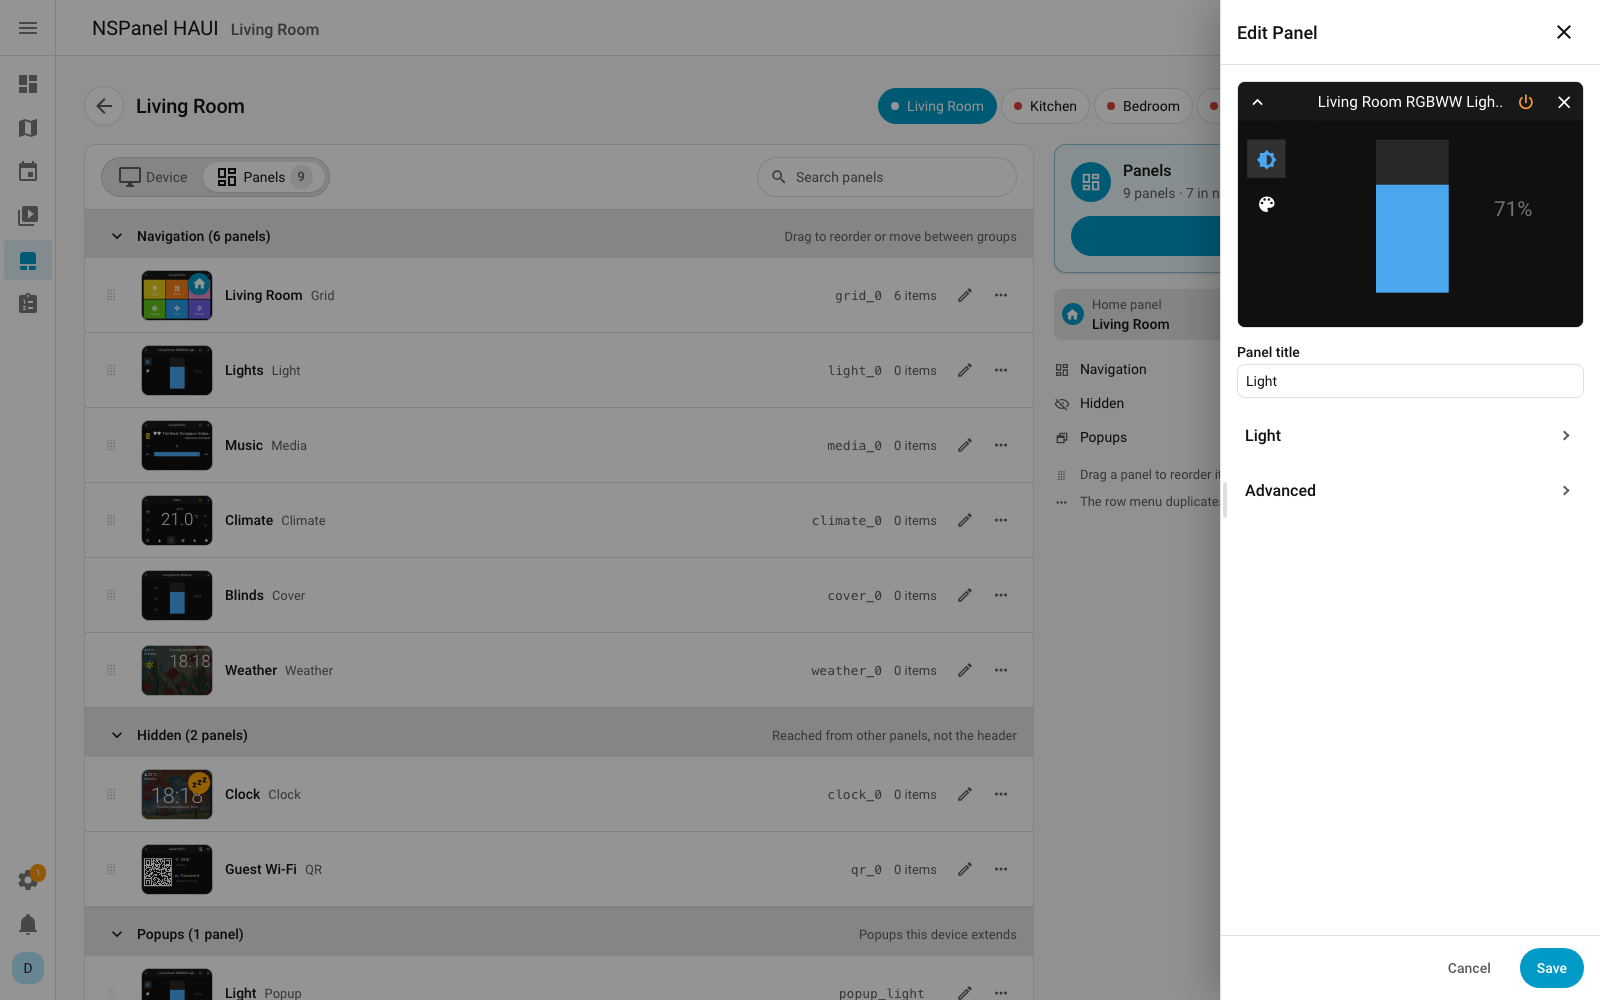 NSPanel HAUI Living Room
Living Room
Living Room
Kitchen
Bedroom
Device
Panels 9
Search panels
Navigation (6 panels)
Drag to reorder or move between groups
Living Room Grid
grid_0 6 items
Lights Light
light_0 0 items
Music Media
media_0 0 items
Climate Climate
climate_0 0 items
21.0
Blinds Cover
cover_0 0 items
Weather Weather
weather_0 0 items
18:18
Hidden (2 panels)
Reached from other panels, not the header
Clock Clock
clock_0 0 items
18:18
Guest Wi-Fi QR
qr_0 0 items
Popups (1 panel)
Popups this device extends
Light Popup
popup_light 0 items
Panels
9 panels · 7 in n
Home panel
Living Room
Navigation
Hidden
Popups
Drag a panel to reorder it
The row menu duplicate
1
D
Edit Panel
Living Room RGBWW Ligh..
71%
Panel title
Light
Light
Advanced
Cancel
Save